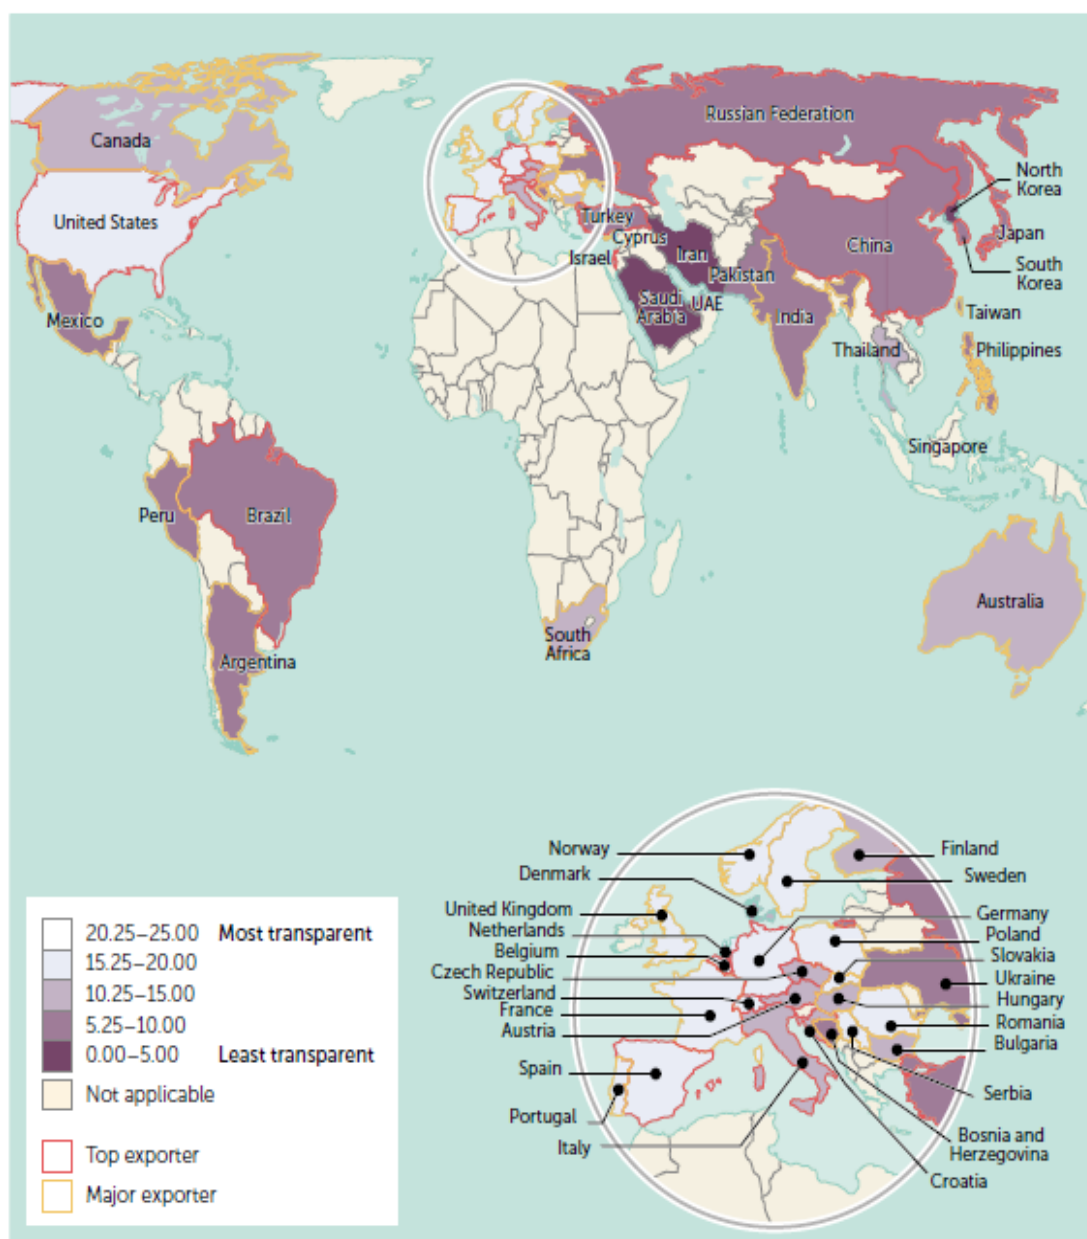 Russian Federation
Canada
North
Korea
United States
Turkey
Cyprus
Japan
China
Israel
Iran
South
Korea
Pakistan
Saudi
Arabia
UAE
India
Taiwan
Mexico
Thailand
Philippines
Singapore
Peru
Brazil
Australia
South
Africa
Argentina
Norway
Finland
Denmark
Sweden
United Kingdom
Germany
Netherlands
Poland
Belgium
Slovakia
Czech Republic
Ukraine
Switzerland
Hungary
France
Romania
Austria
Bulgaria
Spain
Serbia
Portugal
Bosnia and
Herzegovina
Italy
Croatia
20.25–25.00 Most transparent
15.25–20.00
10.25–15.00
5.25–10.00
0.00–5.00 Least transparent
Not applicable
Top exporter
Major exporter